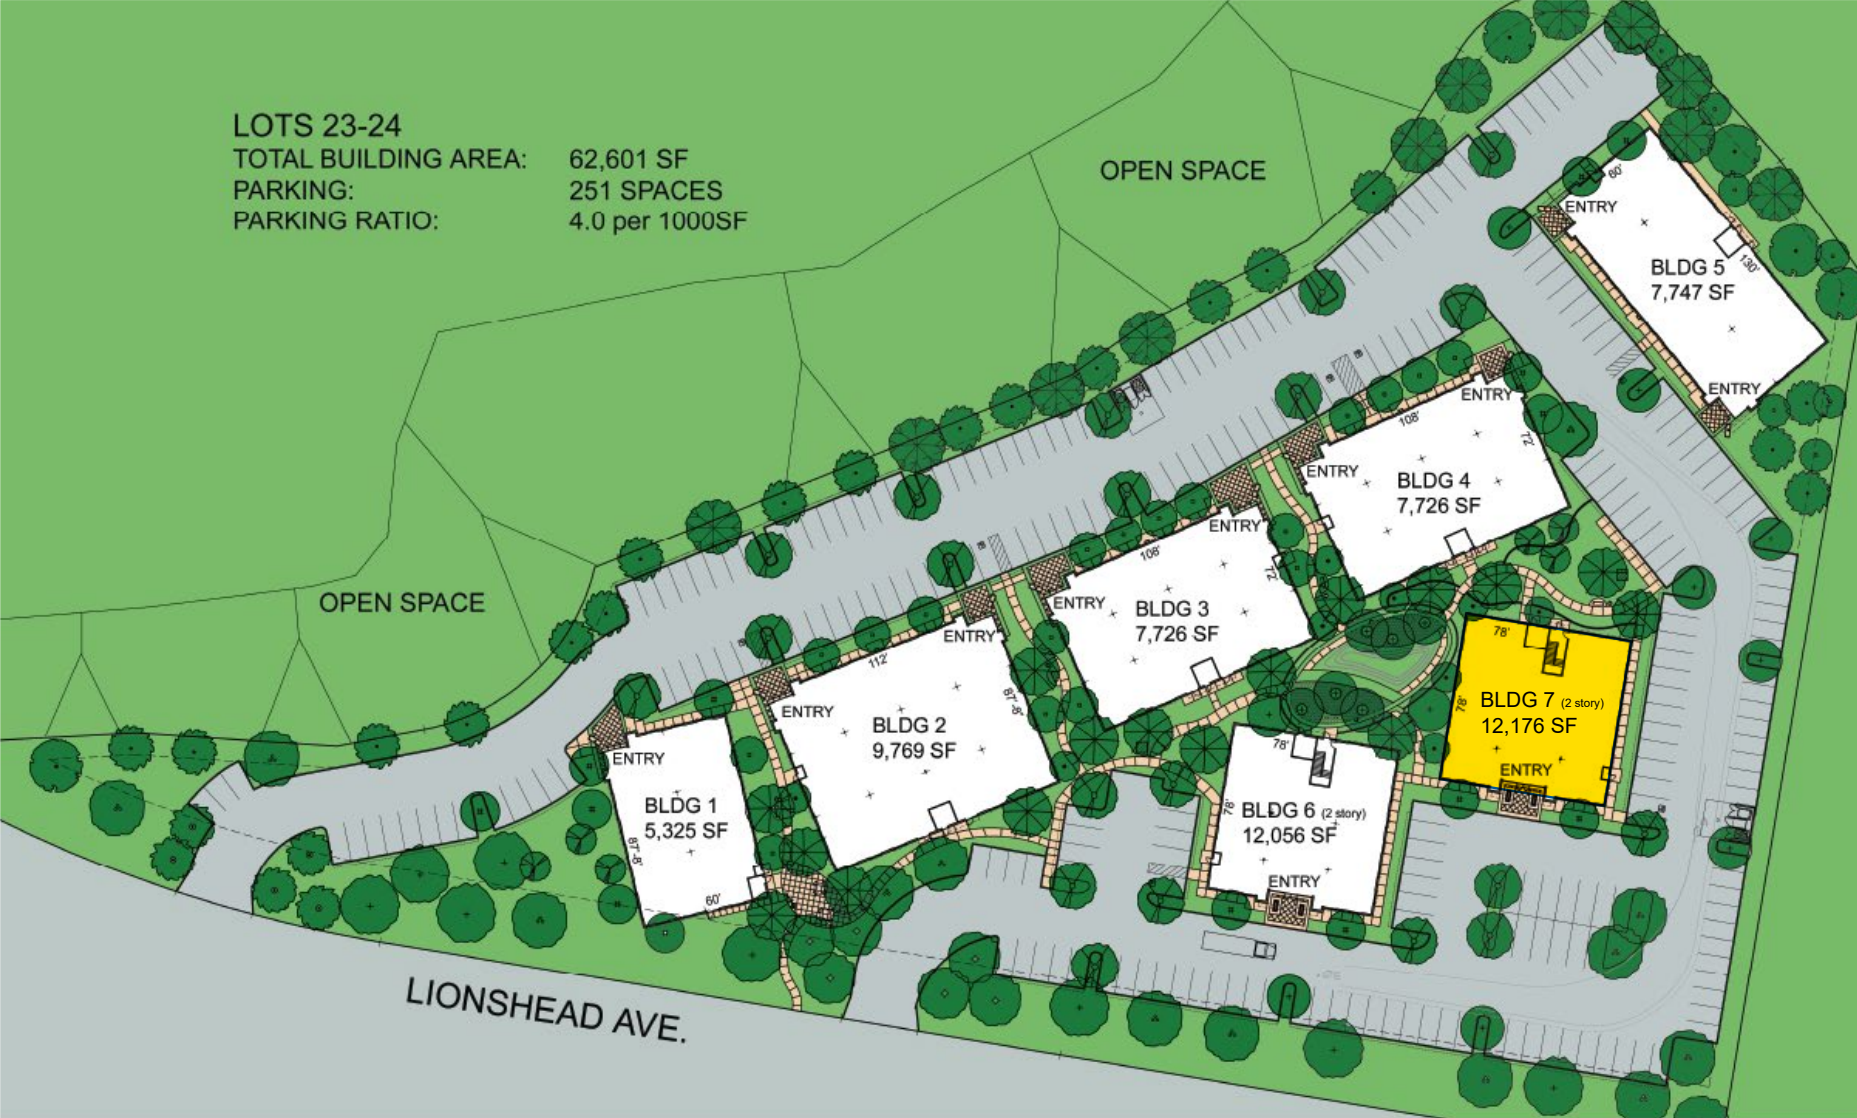 LOTS 23-24
TOTAL BUILDING AREA: 62,601 SF
PARKING: 251 SPACES
PARKING RATIO: 4.0 per 1000SF
OPEN SPACE
OPEN SPACE
60'
ENTRY
BLDG 5
7,747 SF
130'
ENTRY
ENTRY
108'
72'
ENTRY
BLDG 4
7,726 SF
ENTRY
108'
72'
ENTRY
BLDG 3
7,726 SF
ENTRY
112'
87'-8"
ENTRY
BLDG 2
9,769 SF
ENTRY
BLDG 1
5,325 SF
87'-8"
60'
78'
78'
BLDG 7 (2 story)
12,176 SF
ENTRY
78'
78'
BLDG 6 (2 story)
12,056 SF
ENTRY
LIONSHEAD AVE.